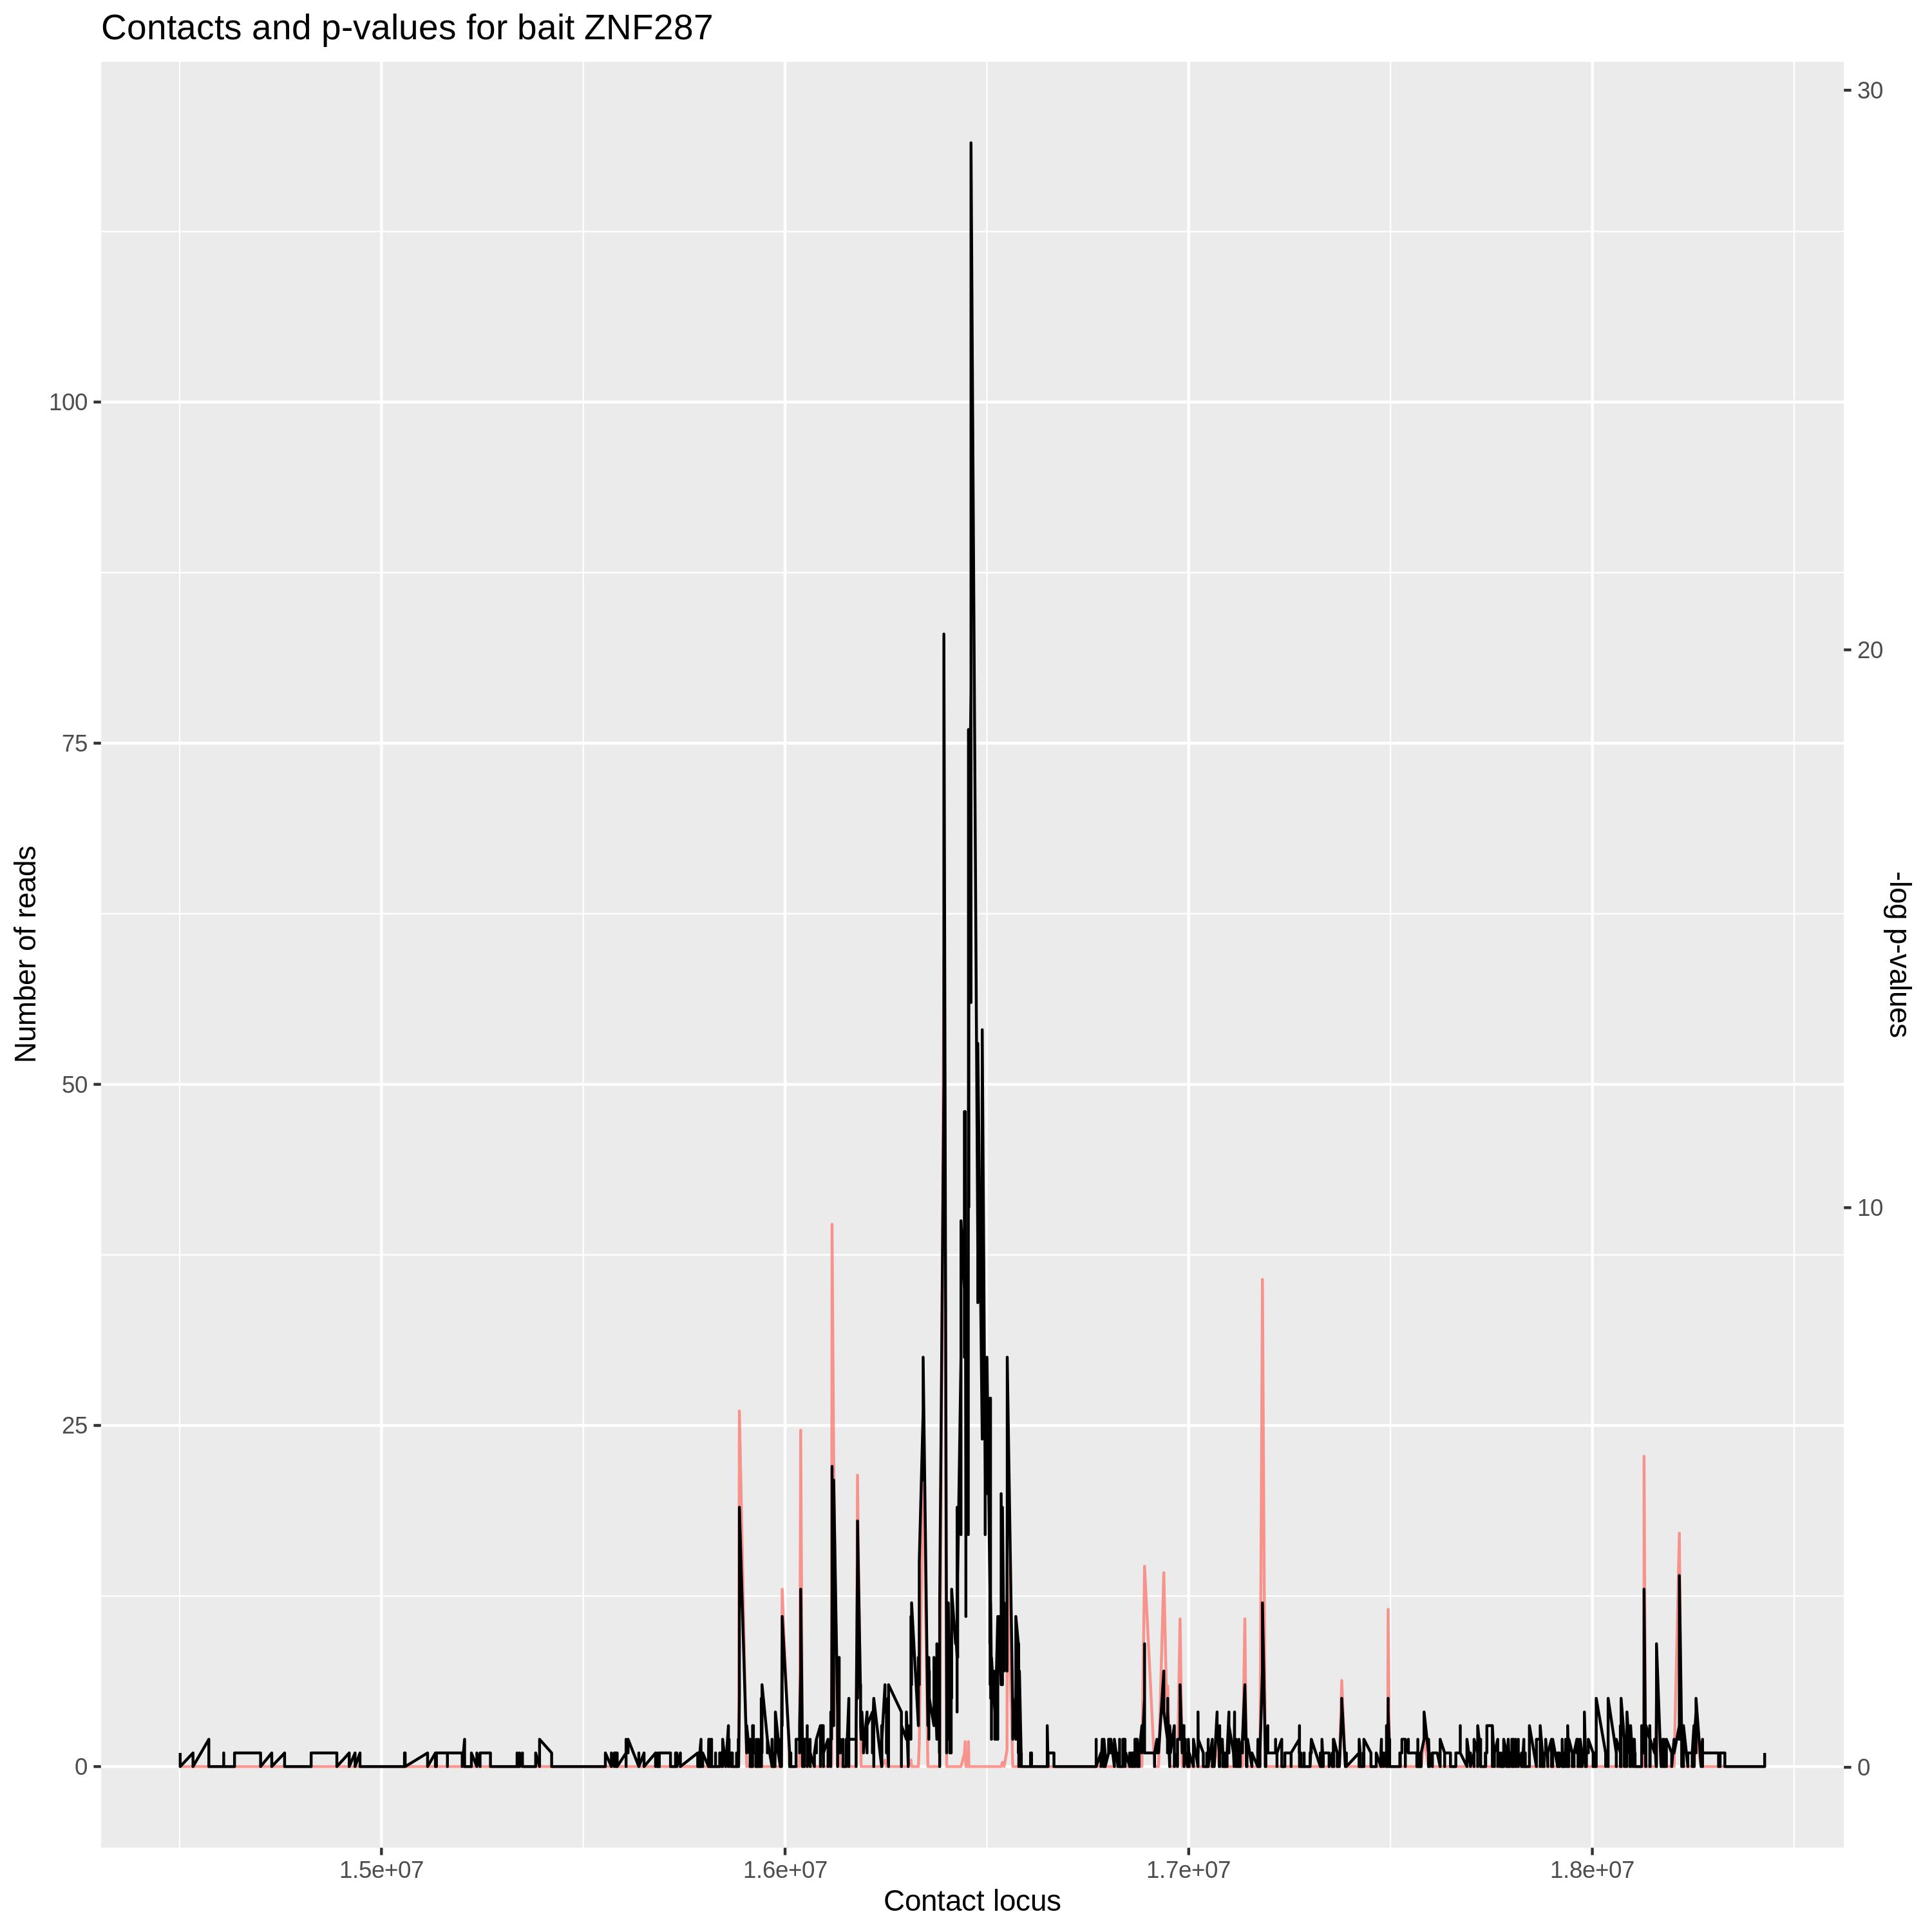 Contacts and p-values for bait ZNF287
30
100
20
75
Number of reads
-log p-values
50
10
25
0
0
1.5e+07
1.6e+07
1.7e+07
1.8e+07
Contact locus